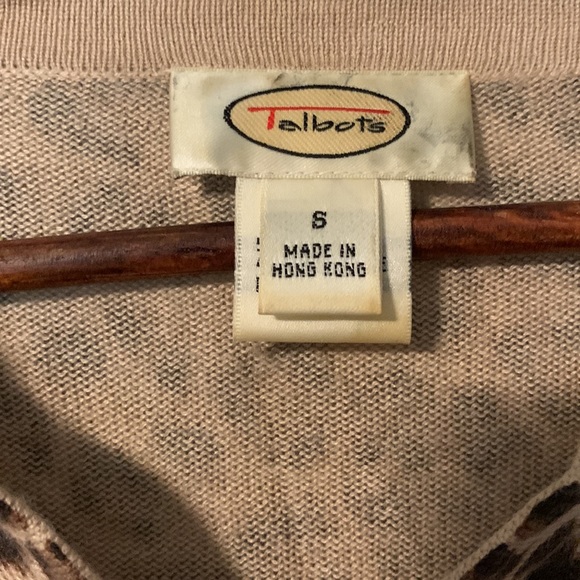 Talbots
S
MADE IN
HONG KONG